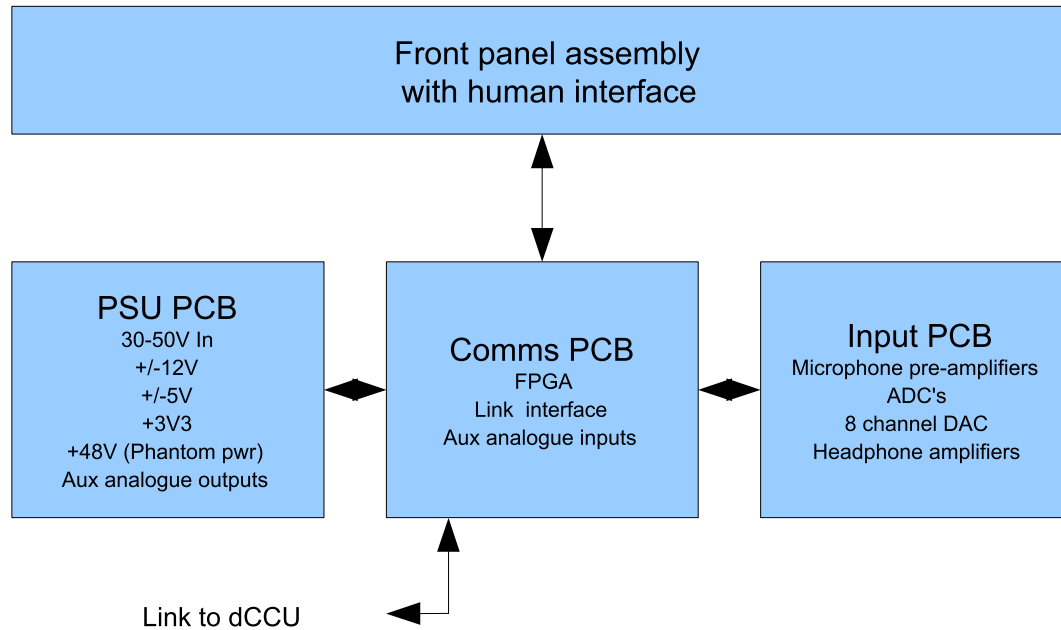 Front panel assembly
with human interface
PSU PCB
30-50V In
+/-12V
+/-5V
+3V3
+48V (Phantom pwr)
Aux analogue outputs
Comms PCB
FPGA
Link interface
Aux analogue inputs
Input PCB
Microphone pre-amplifiers
ADC's
8 channel DAC
Headphone amplifiers
Link to dCCU